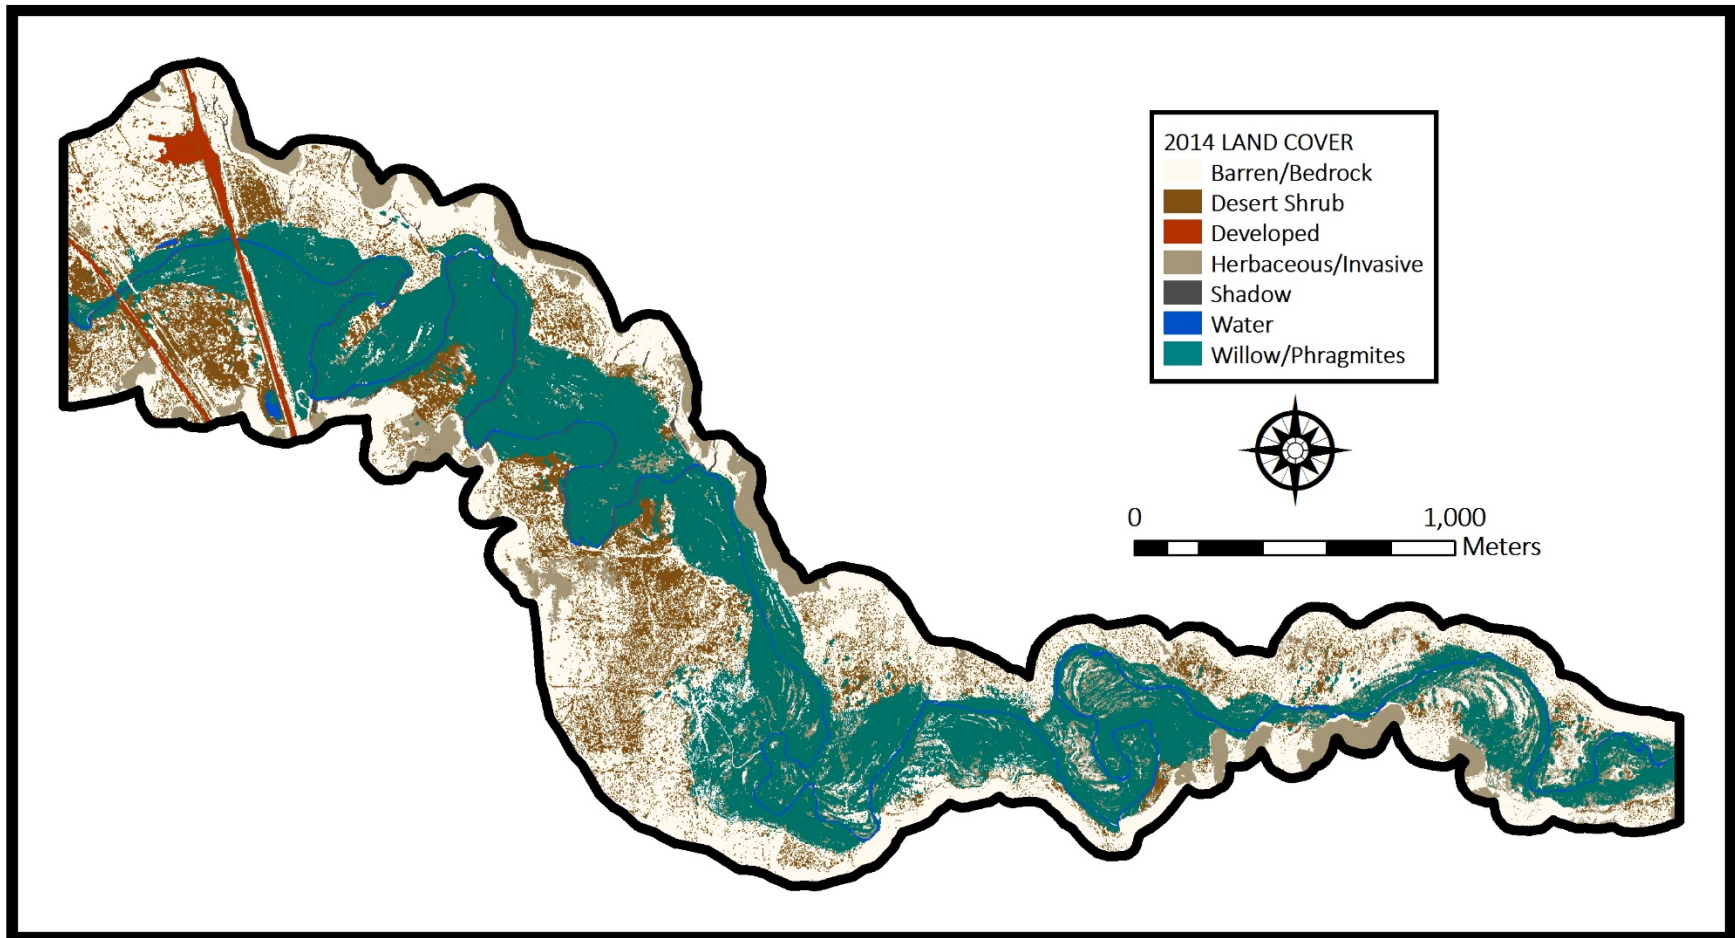 2014 LAND COVER
Barren/Bedrock
Desert Shrub
Developed
Herbaceous/Invasive
Shadow
Water
Willow/Phragmites
0 1,000
Meters